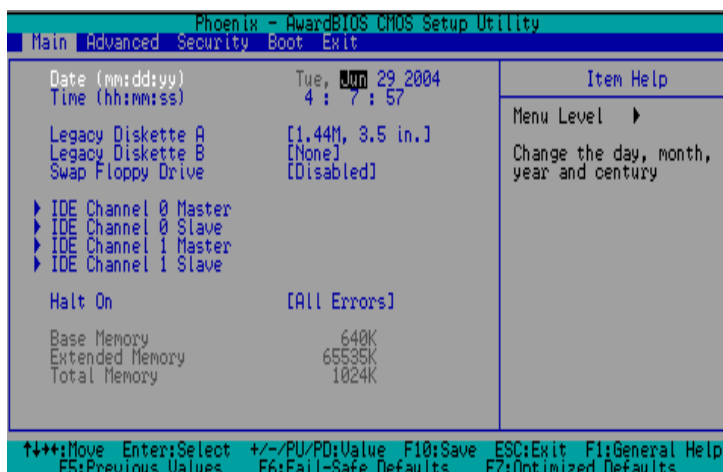 Phoenix - AwardBIOS CMOS Setup Utility
Main Advanced Security Boot Exit
Date (mm:dd:yy) Tue, Jun 29 2004
Time (hh:mm:ss) 4 : 7 : 57
Legacy Diskette A [1.44M, 3.5 in.]
Legacy Diskette B [None]
Swap Floppy Drive [Disabled]
IDE Channel 0 Master
IDE Channel 0 Slave
IDE Channel 1 Master
IDE Channel 1 Slave
Halt On [All Errors]
Base Memory 640K
Extended Memory 65535K
Total Memory 1024K
Item Help
Menu Level
Change the day, month,
year and century
↑↓→←:Move Enter:Select +/-/PU/PD:Value F10:Save ESC:Exit F1:General Help
F5:Previous Values F6:Fail-Safe Defaults F7:Optimized Defaults